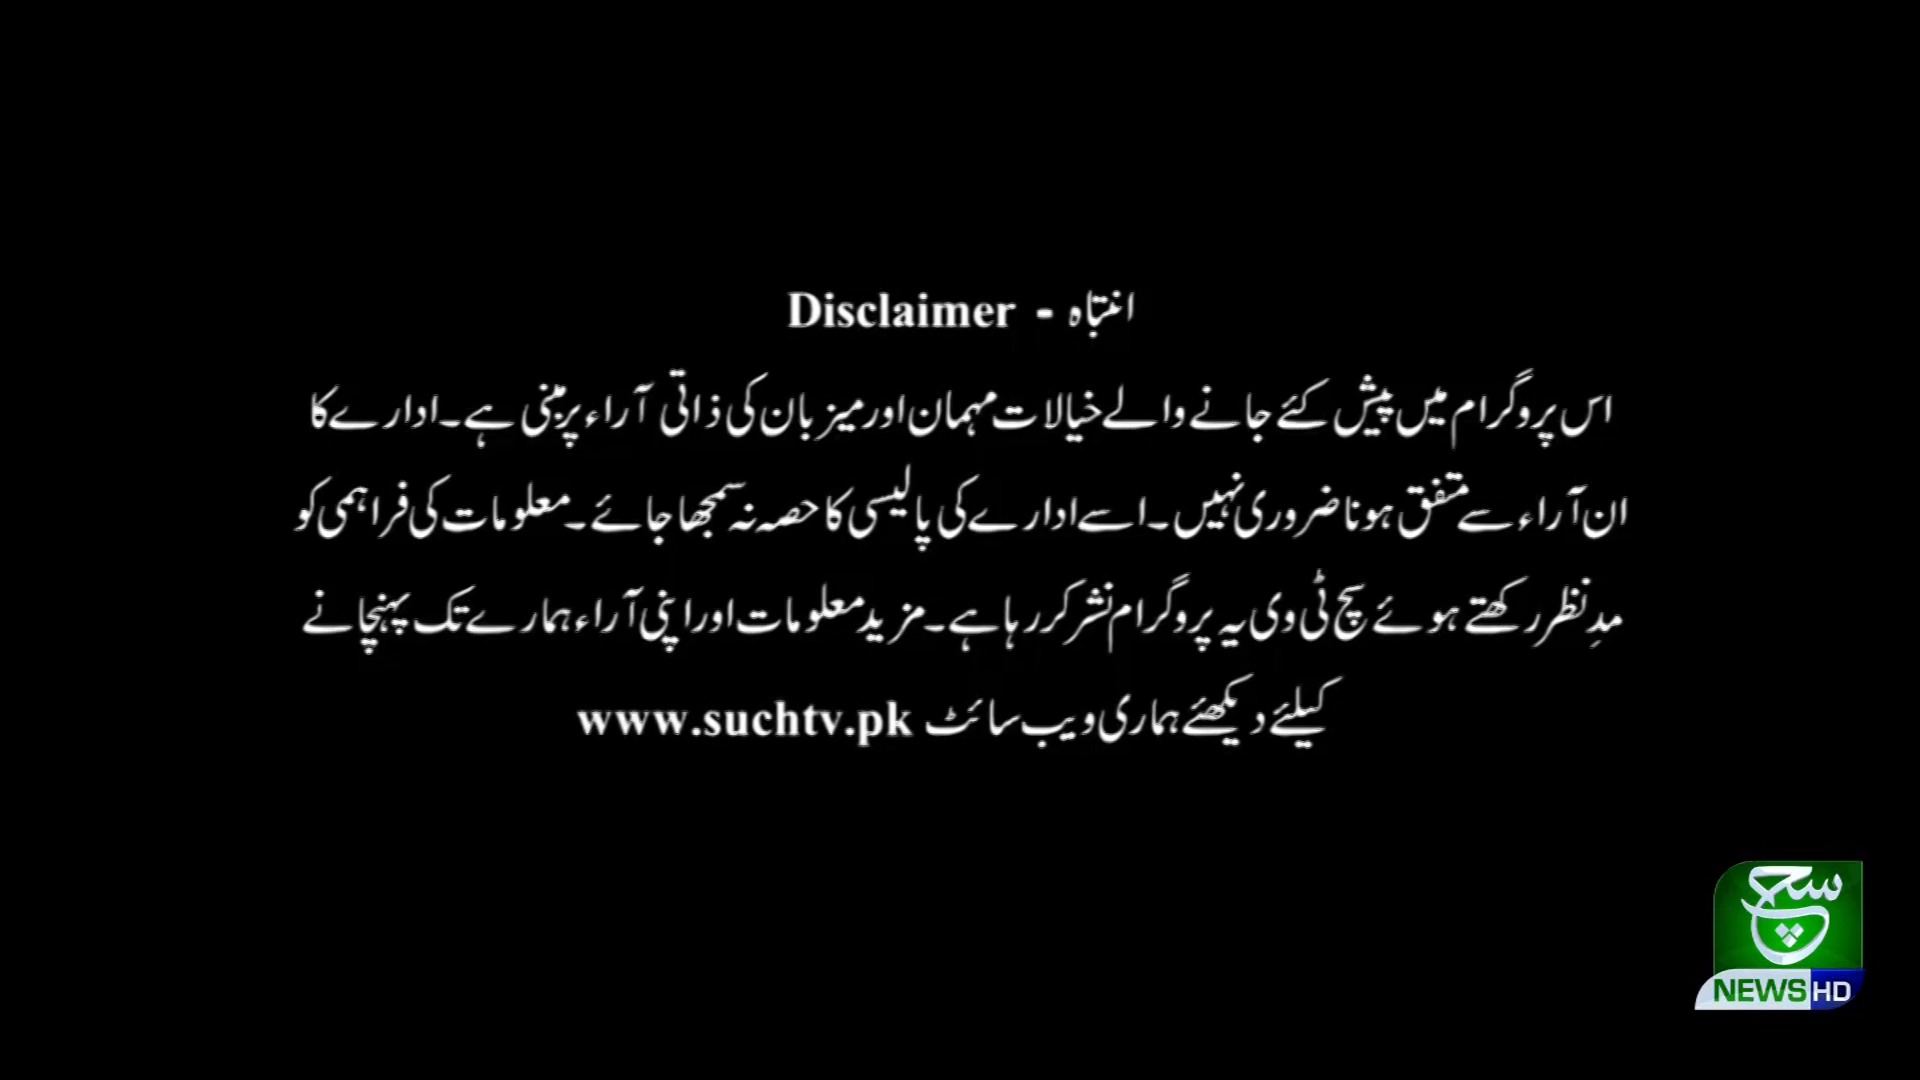 انتباہ - Disclaimer
اس پروگرام میں پیش کئے جانے والے خیالات مہمان اور میزبان کی ذاتی آراء پر مبنی ہے۔ ادارے کا
ان آراء سے متفق ہونا ضروری نہیں۔ اسے ادارے کی پالیسی کا حصہ نہ سمجھا جائے۔ معلومات کی فراہمی کو
مدِ نظر رکھتے ہوئے سچ ٹی وی یہ پروگرام نشر کر رہا ہے۔ مزید معلومات اور اپنی آراء ہمارے تک پہنچانے
کیلئے دیکھئے ہماری ویب سائٹ www.suchtv.pk
سچ
NEWS HD